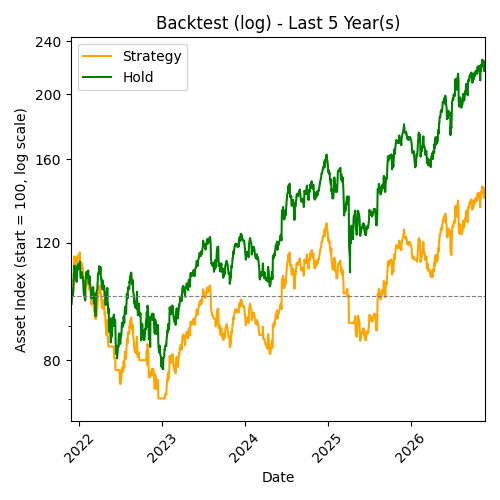 Backtest (log) - Last 5 Year(s)
Strategy
Hold
Asset Index (start = 100, log scale)
240
200
160
120
80
2022
2023
2024
2025
2026
Date